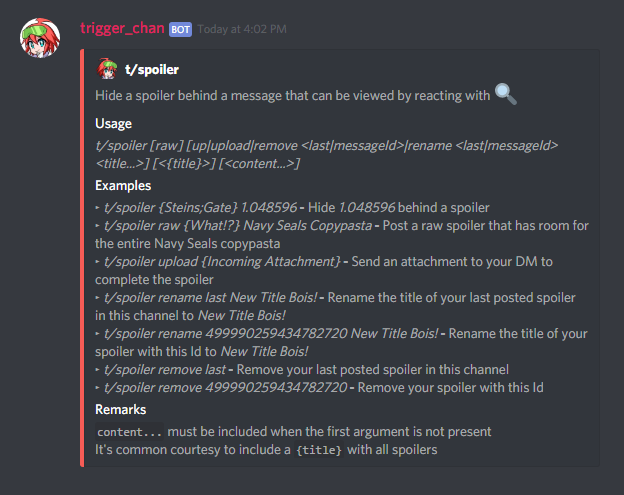 trigger_chan BOT Today at 4:02 PM
t/spoiler
Hide a spoiler behind a message that can be viewed by reacting with 🔍
Usage
t/spoiler [raw] [up|upload|remove <last|messageId>|rename <last|messageId>
<title...>] [<{title}>] [<content...>]
Examples
‣ t/spoiler {Steins;Gate} 1.048596 - Hide 1.048596 behind a spoiler
‣ t/spoiler raw {What!?} Navy Seals Copypasta - Post a raw spoiler that has room for
the entire Navy Seals copypasta
‣ t/spoiler upload {Incoming Attachment} - Send an attachment to your DM to
complete the spoiler
‣ t/spoiler rename last New Title Bois! - Rename the title of your last posted spoiler
in this channel to New Title Bois!
‣ t/spoiler rename 499990259434782720 New Title Bois! - Rename the title of your
spoiler with this Id to New Title Bois!
‣ t/spoiler remove last - Remove your last posted spoiler in this channel
‣ t/spoiler remove 499990259434782720 - Remove your spoiler with this Id
Remarks
content... must be included when the first argument is not present
It's common courtesy to include a {title} with all spoilers